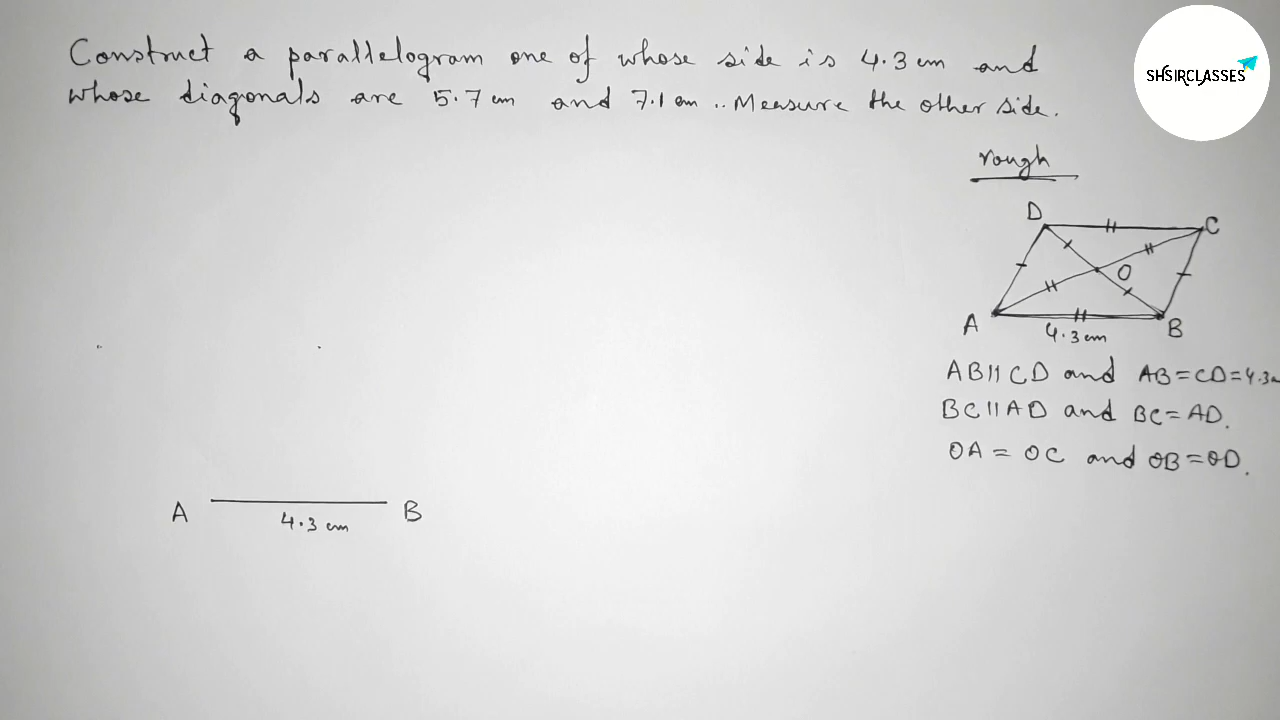 Construct a parallelogram one of whose side is 4.3 cm and
whose diagonals are 5.7 cm and 7.1 cm .. Measure the other side.
SHSIRCLASSES
rough
D
C
O
A
B
4.3 cm
AB || CD and AB = CD = 4.3
BC || AD and BC = AD.
OA = OC and OB = OD.
A
B
4.3 cm